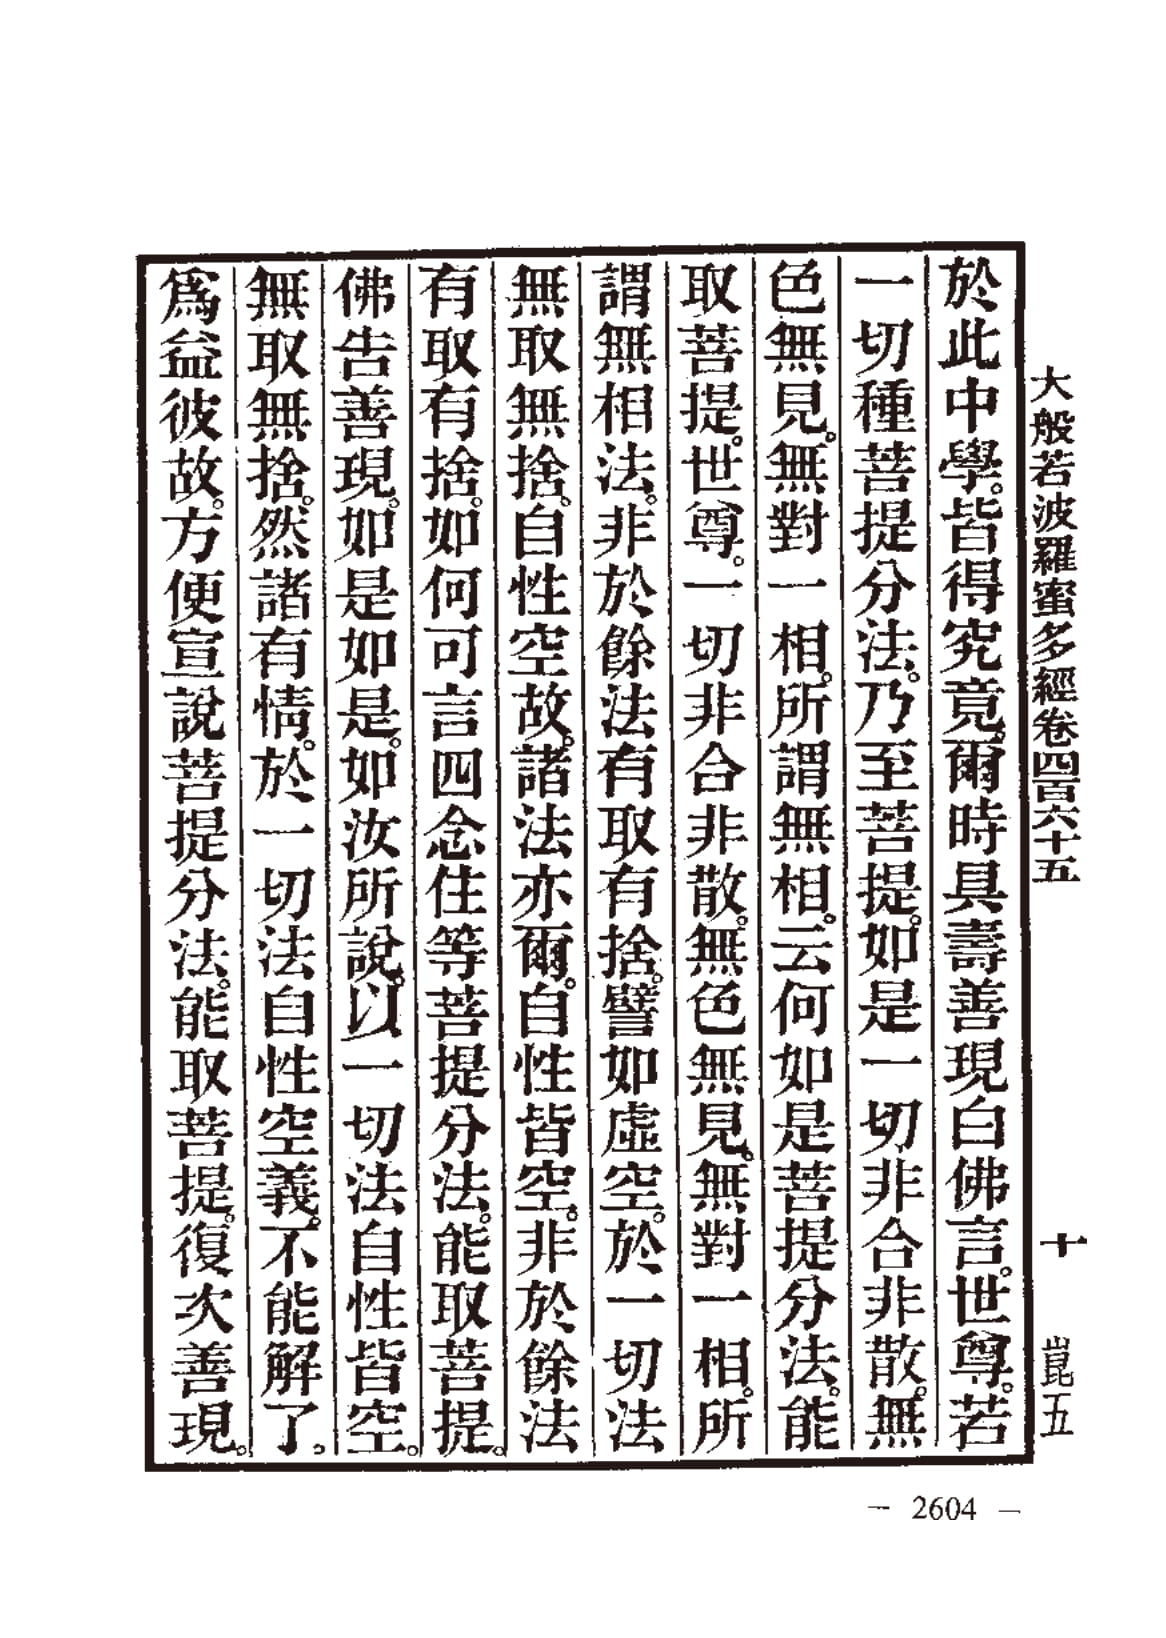 大般若波羅蜜多經卷四百六十五 十 崑五
於此中學。皆得究竟。爾時具壽善現白佛言。世尊。若
一切種菩提分法。乃至菩提。如是一切非合非散。無
色無見。無對一相。所謂無相。云何如是菩提分法。能
取菩提。世尊。一切非合非散。無色無見。無對一相。所
謂無相法。非於餘法有取有捨。譬如虛空。於一切法
無取無捨。自性空故。諸法亦爾。自性皆空。非於餘法
有取有捨。如何可言四念住等菩提分法。能取菩提。
佛告善現。如是如是。如汝所說。以一切法自性皆空。
無取無捨。然諸有情。於一切法自性空義。不能解了。
爲益彼故。方便宣說菩提分法。能取菩提。復次善現。
— 2604 —